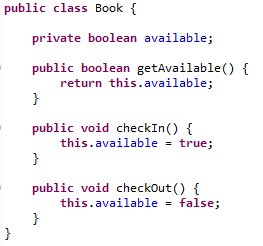 public class Book {
private boolean available;
public boolean getAvailable() {
return this.available;
}
public void checkIn() {
this.available = true;
}
public void checkOut() {
this.available = false;
}
}